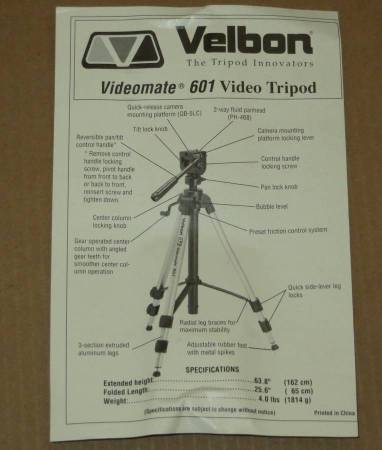 Velbon®
The Tripod Innovators
Videomate® 601 Video Tripod
Quick-release camera
mounting platform (QB-5LC)
2-way fluid panhead
(PH-468)
Tilt lock knob
Camera mounting
platform locking lever
Reversible pan/tilt
control handle*
* Remove control
handle locking
screw, pivot handle
from front to back
or back to front,
reinsert screw and
tighten down.
Control handle
locking screw
Pan lock knob
Center column
locking knob
Bubble level
Gear operated center
column with angled
gear teeth for
smoother center col-
umn operation
Preset friction control system
Quick side-lever leg
locks
Radial leg braces for
maximum stability
3-section extruded
aluminum legs
Adjustable rubber feet
with metal spikes
SPECIFICATIONS
Extended height: 63.8" (162 cm)
Folded Length: 25.6" ( 65 cm)
Weight: 4.0 lbs (1814 g)
(Specifications are subject to change without notice)
Printed in China